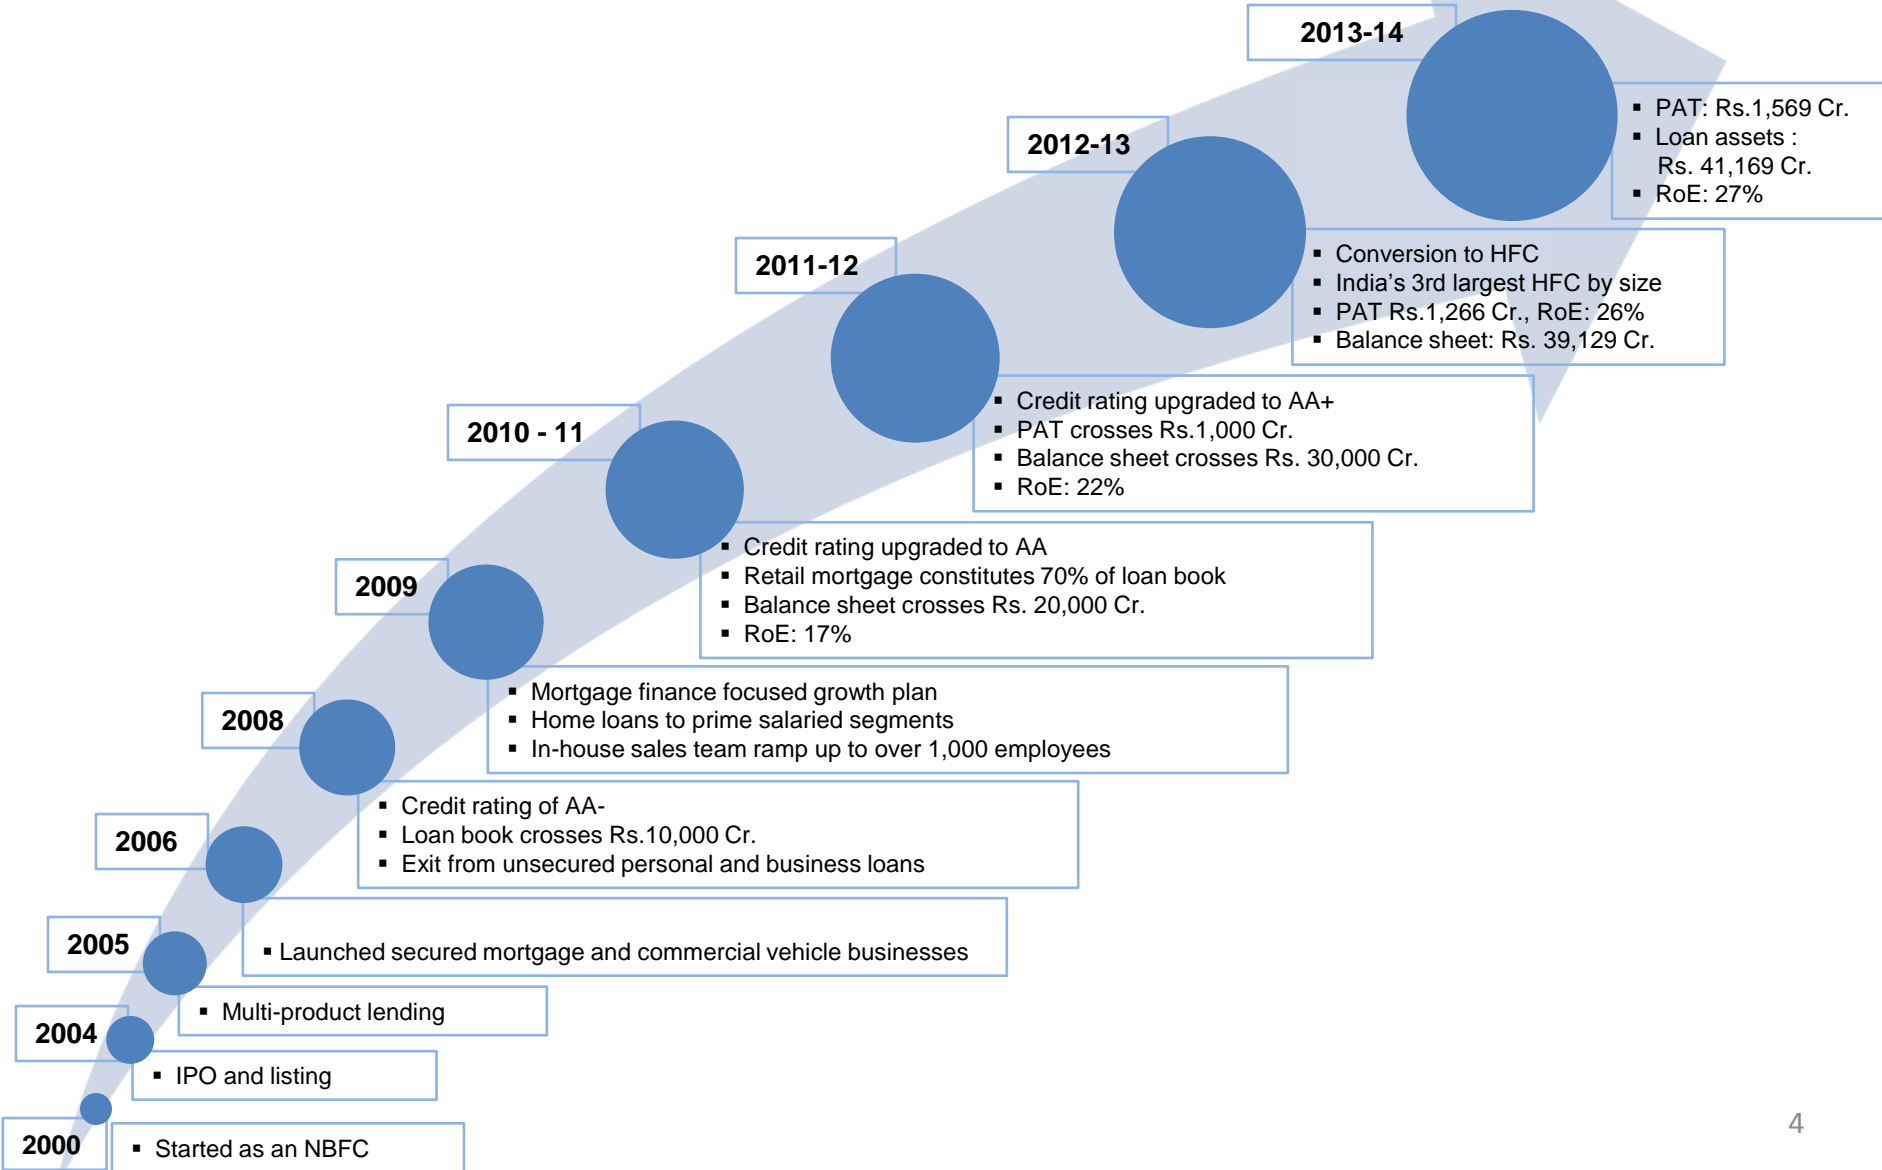 2013-14
▪ PAT: Rs.1,569 Cr.
▪ Loan assets :
Rs. 41,169 Cr.
▪ RoE: 27%
2012-13
▪ Conversion to HFC
▪ India’s 3rd largest HFC by size
▪ PAT Rs.1,266 Cr., RoE: 26%
▪ Balance sheet: Rs. 39,129 Cr.
2011-12
▪ Credit rating upgraded to AA+
▪ PAT crosses Rs.1,000 Cr.
▪ Balance sheet crosses Rs. 30,000 Cr.
▪ RoE: 22%
2010 - 11
▪ Credit rating upgraded to AA
▪ Retail mortgage constitutes 70% of loan book
▪ Balance sheet crosses Rs. 20,000 Cr.
▪ RoE: 17%
2009
▪ Mortgage finance focused growth plan
▪ Home loans to prime salaried segments
▪ In-house sales team ramp up to over 1,000 employees
2008
▪ Credit rating of AA-
▪ Loan book crosses Rs.10,000 Cr.
▪ Exit from unsecured personal and business loans
2006
▪ Launched secured mortgage and commercial vehicle businesses
2005
▪ Multi-product lending
2004
▪ IPO and listing
2000
▪ Started as an NBFC
4